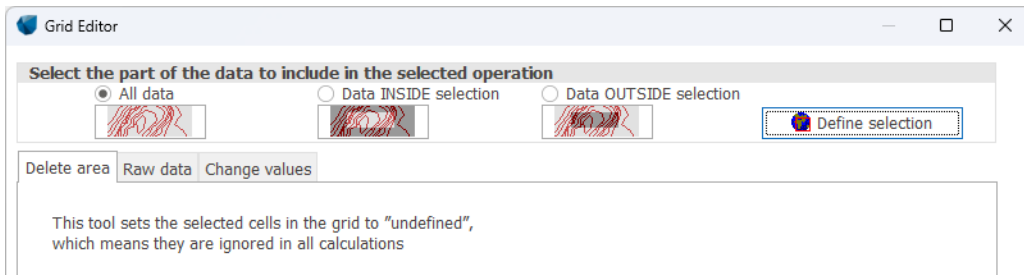 Grid Editor
Select the part of the data to include in the selected operation
All data Data INSIDE selection Data OUTSIDE selection
Define selection
Delete area Raw data Change values
This tool sets the selected cells in the grid to ”undefined”,
which means they are ignored in all calculations